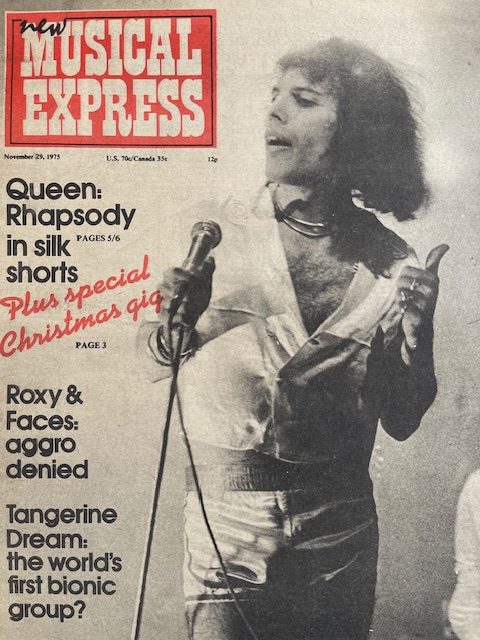 new
MUSICAL
EXPRESS
November 29, 1975 U.S. 70c/Canada 35c 12p
Queen:
Rhapsody
in silk
PAGES 5/6
shorts
Plus special
Christmas gig
PAGE 3
Roxy &
Faces:
aggro
denied
Tangerine
Dream:
the world's
first bionic
group?